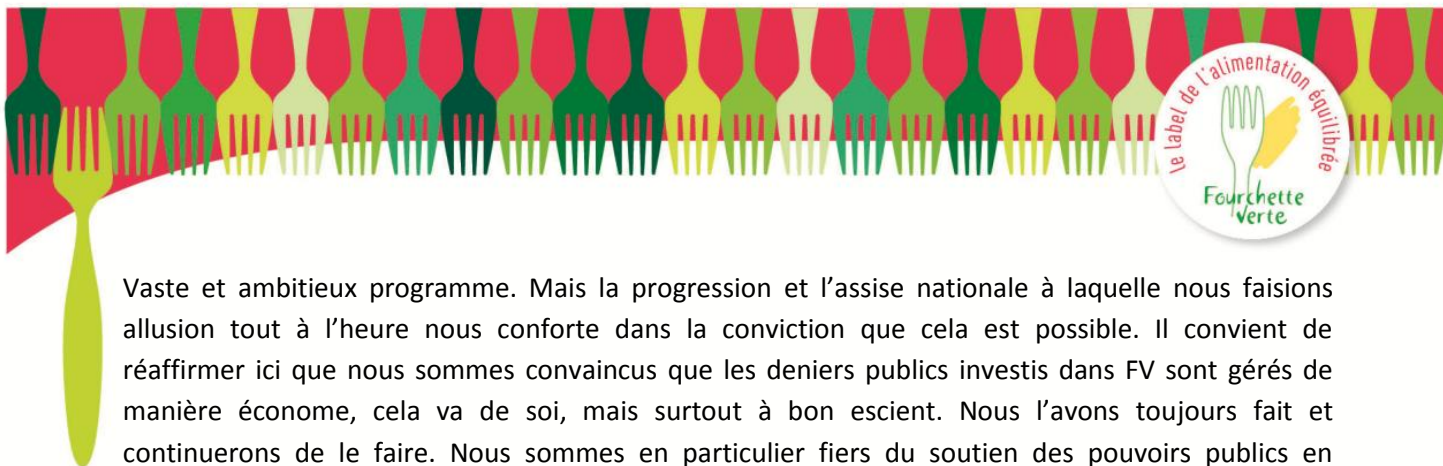 le label de l'alimentation équilibrée
Fourchette
verte
Vaste et ambitieux programme. Mais la progression et l’assise nationale à laquelle nous faisions
allusion tout à l’heure nous conforte dans la conviction que cela est possible. Il convient de
réaffirmer ici que nous sommes convaincus que les deniers publics investis dans FV sont gérés de
manière économe, cela va de soi, mais surtout à bon escient. Nous l’avons toujours fait et
continuerons de le faire. Nous sommes en particulier fiers du soutien des pouvoirs publics en